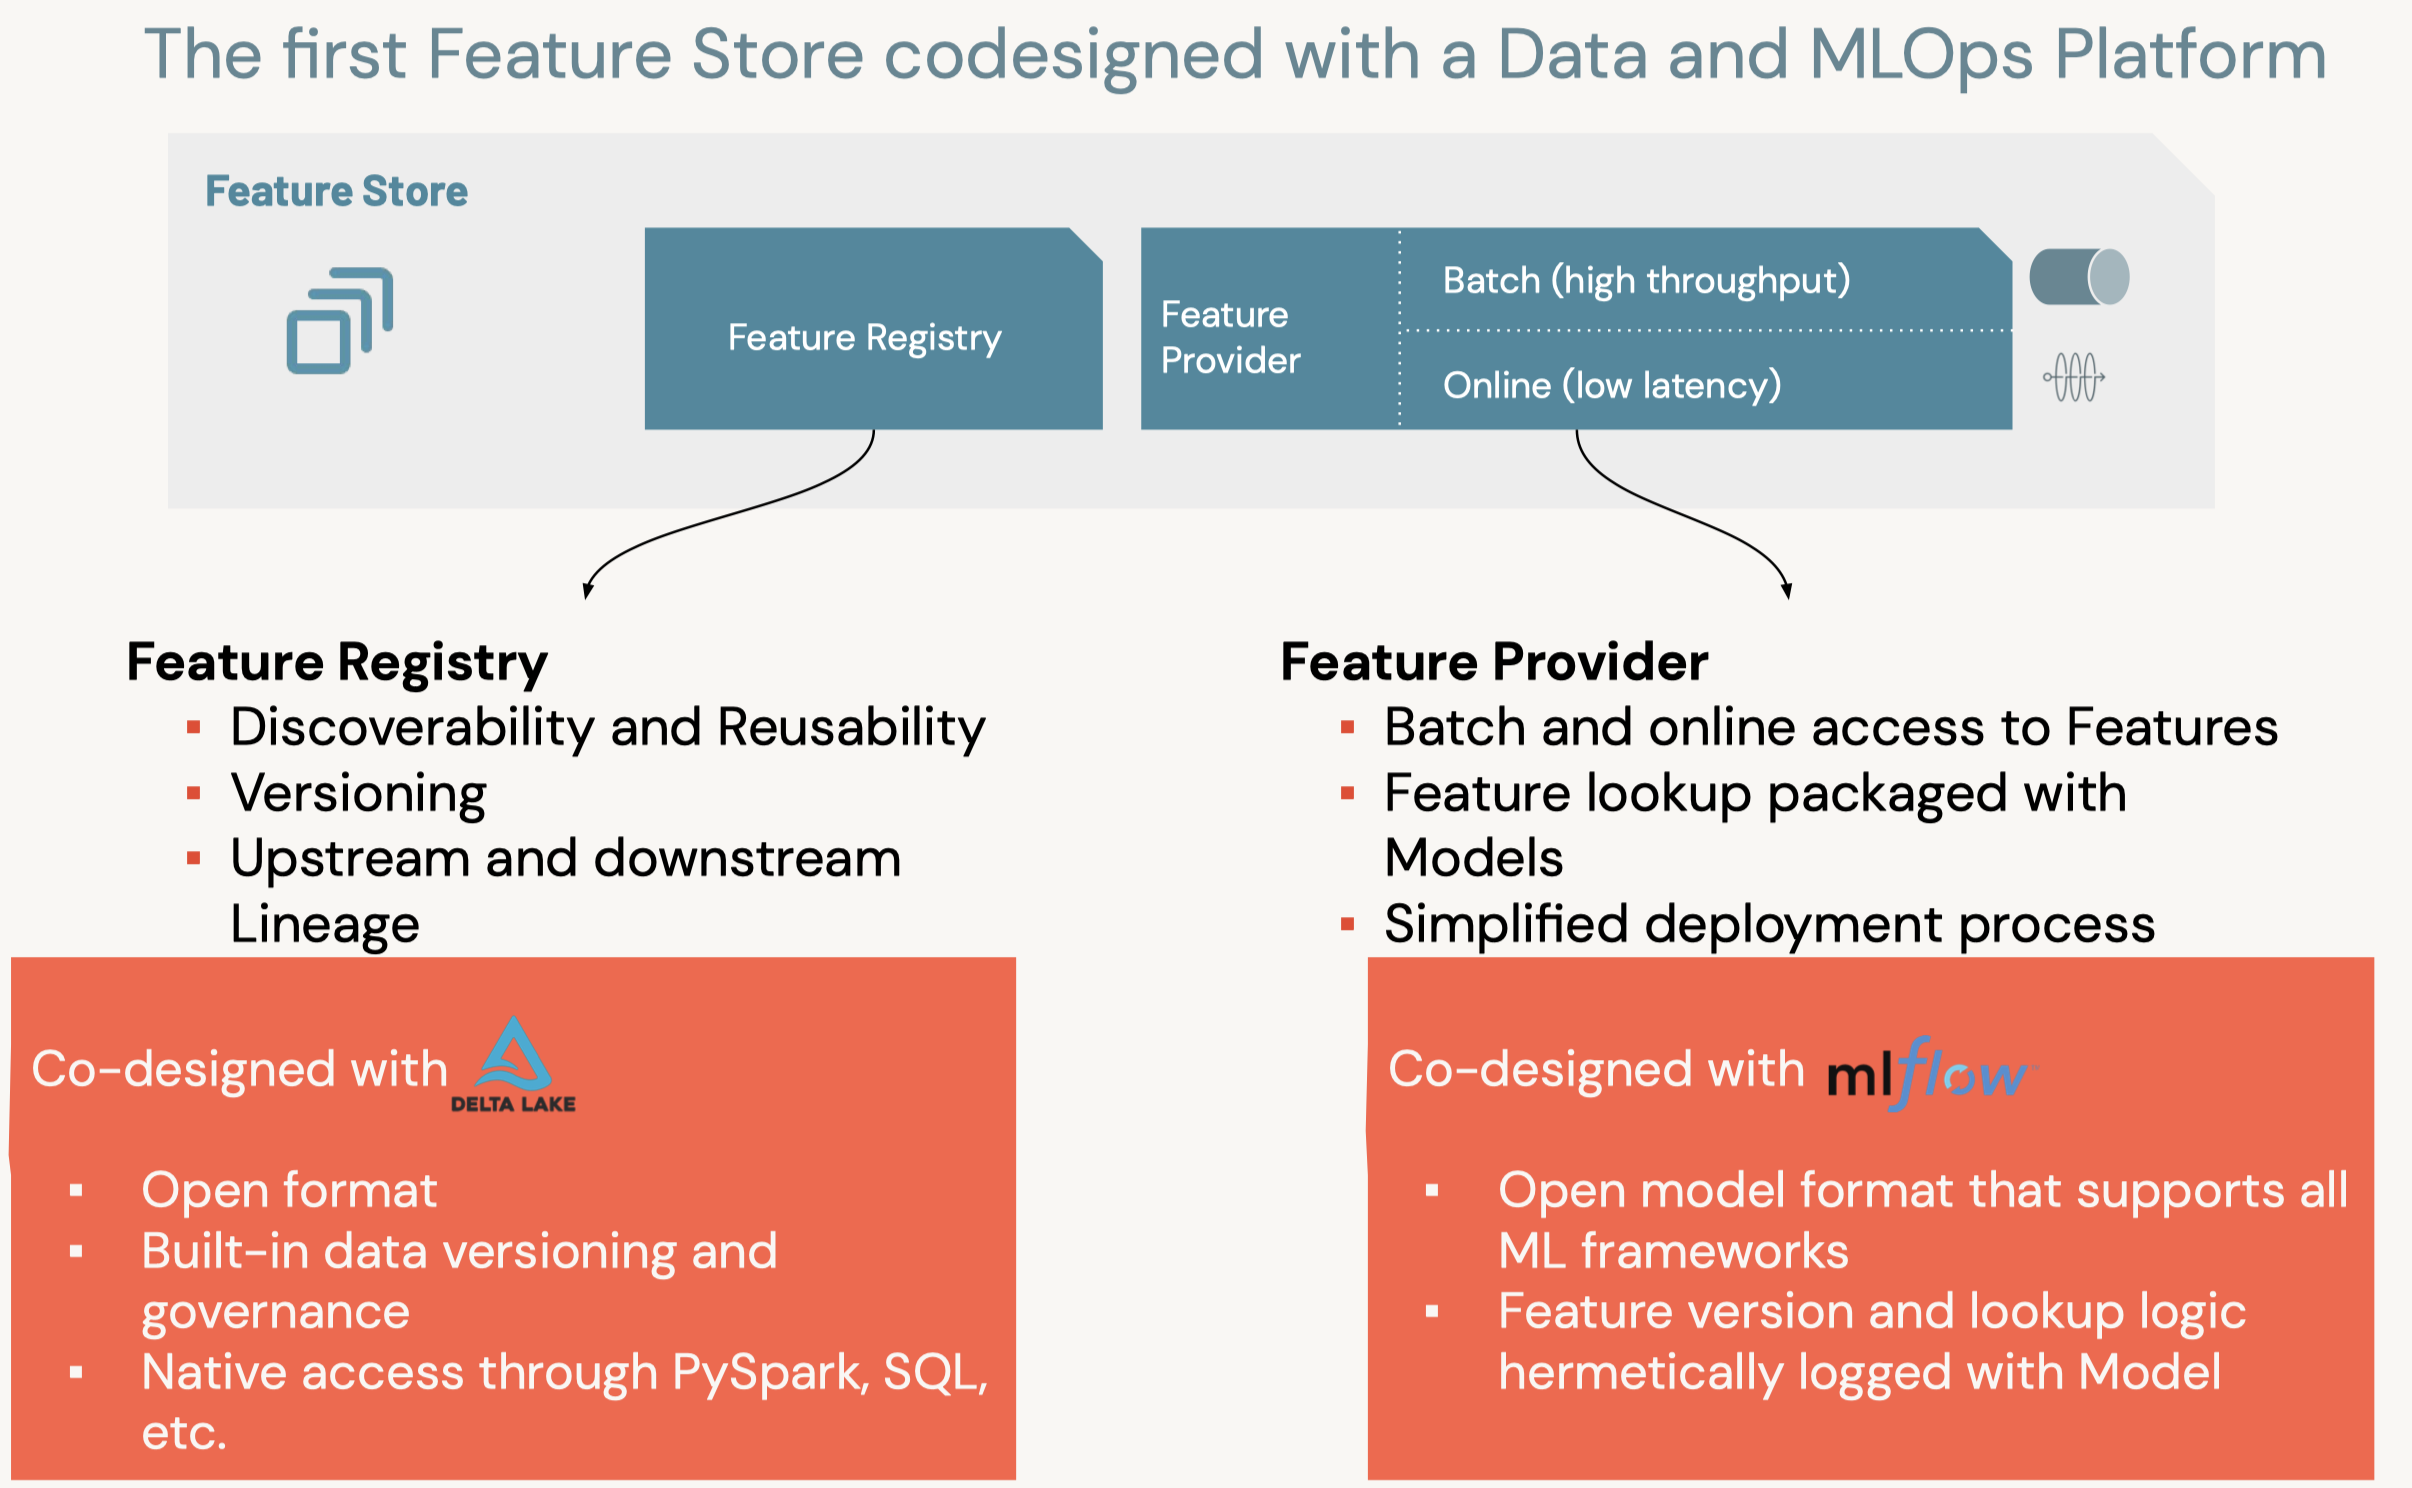 The first Feature Store codesigned with a Data and MLOps Platform
Feature Store
Feature Registry
Feature
Provider
Batch (high throughput)
Online (low latency)
Feature Registry
Discoverability and Reusability
Versioning
Upstream and downstream
Lineage
Feature Provider
Batch and online access to Features
Feature lookup packaged with
Models
Simplified deployment process
Co-designed with
DELTA LAKE
Open format
Built-in data versioning and
governance
Native access through PySpark, SQL,
etc.
Co-designed with mlflow
Open model format that supports all
ML frameworks
Feature version and lookup logic
hermetically logged with Model